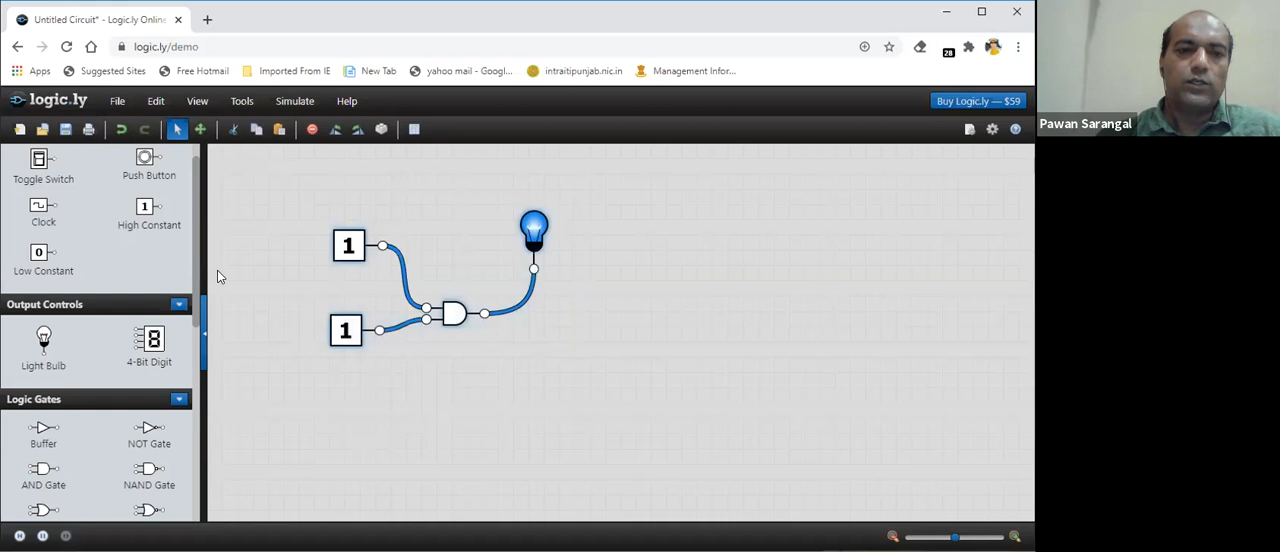 Untitled Circuit* - Logic.ly Online
logic.ly/demo
28
Apps Suggested Sites Free Hotmail Imported From IE New Tab yahoo mail - Googl... intraitipunjab.nic.in Management Infor...
logic.ly File Edit View Tools Simulate Help Buy Logic.ly — $59
Pawan Sarangal
Toggle Switch Push Button
1
Clock High Constant
0
Low Constant
1
1
Output Controls
8
Light Bulb 4-Bit Digit
Logic Gates
Buffer NOT Gate
AND Gate NAND Gate